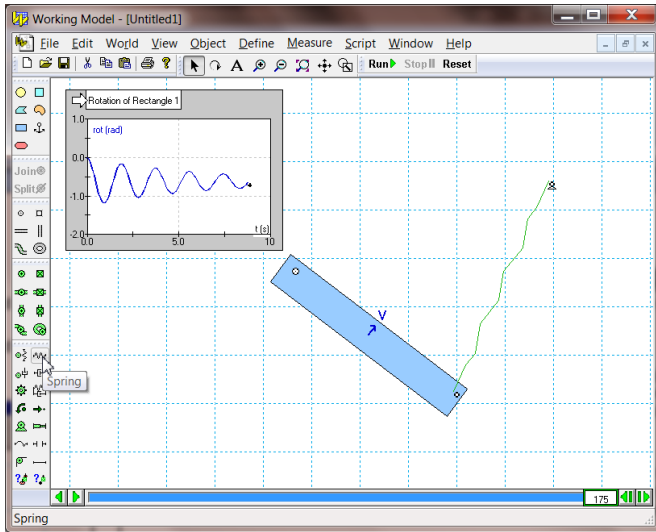 Working Model - [Untitled1]
File Edit World View Object Define Measure Script Window Help
A Run Stop Reset
Join
Split
Rotation of Rectangle 1
rot (rad)
1.0
0.0
-1.0
-2.0
0.0 5.0 10
t (s)
V
Spring
175
Spring